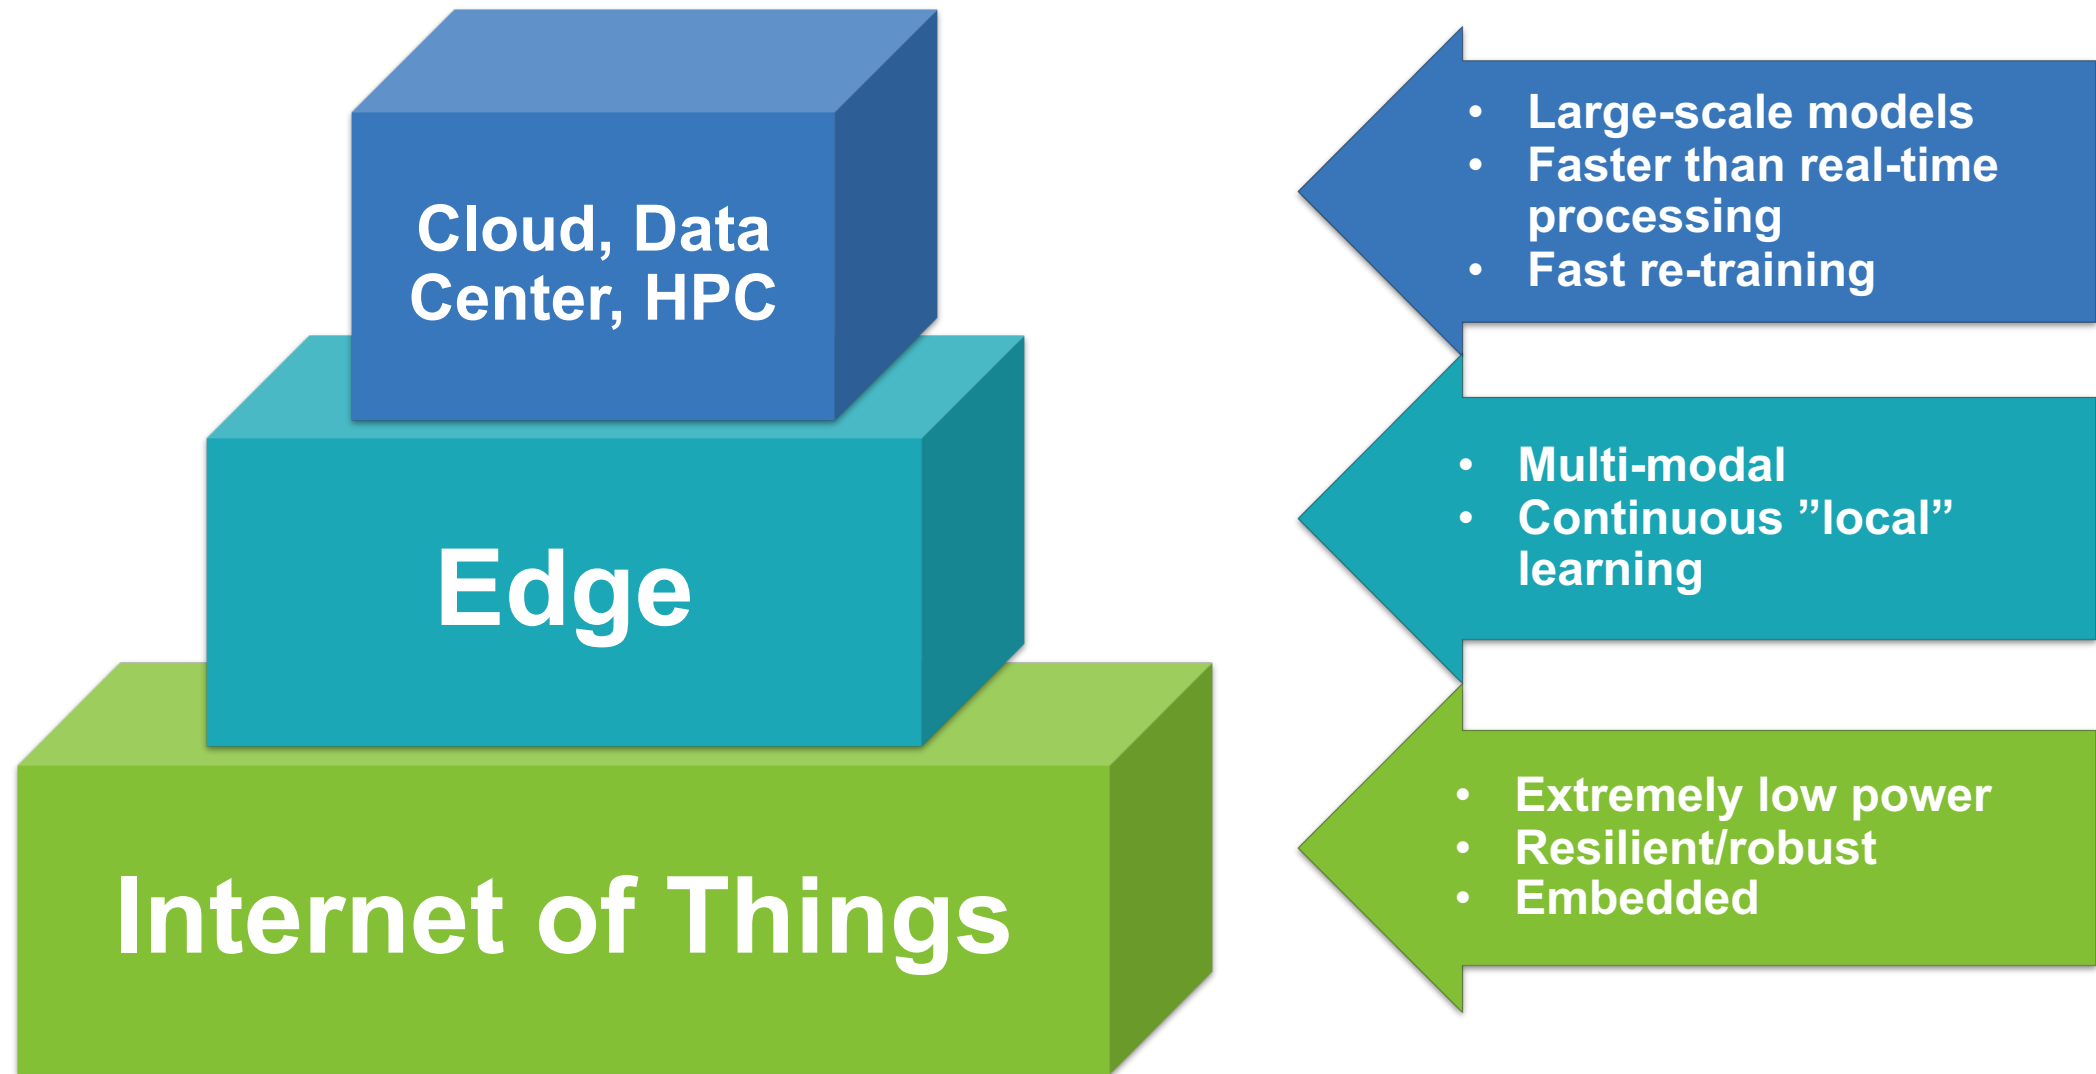 Cloud, Data
Center, HPC
• Large-scale models
• Faster than real-time
processing
• Fast re-training
Edge
• Multi-modal
• Continuous ”local”
learning
Internet of Things
• Extremely low power
• Resilient/robust
• Embedded